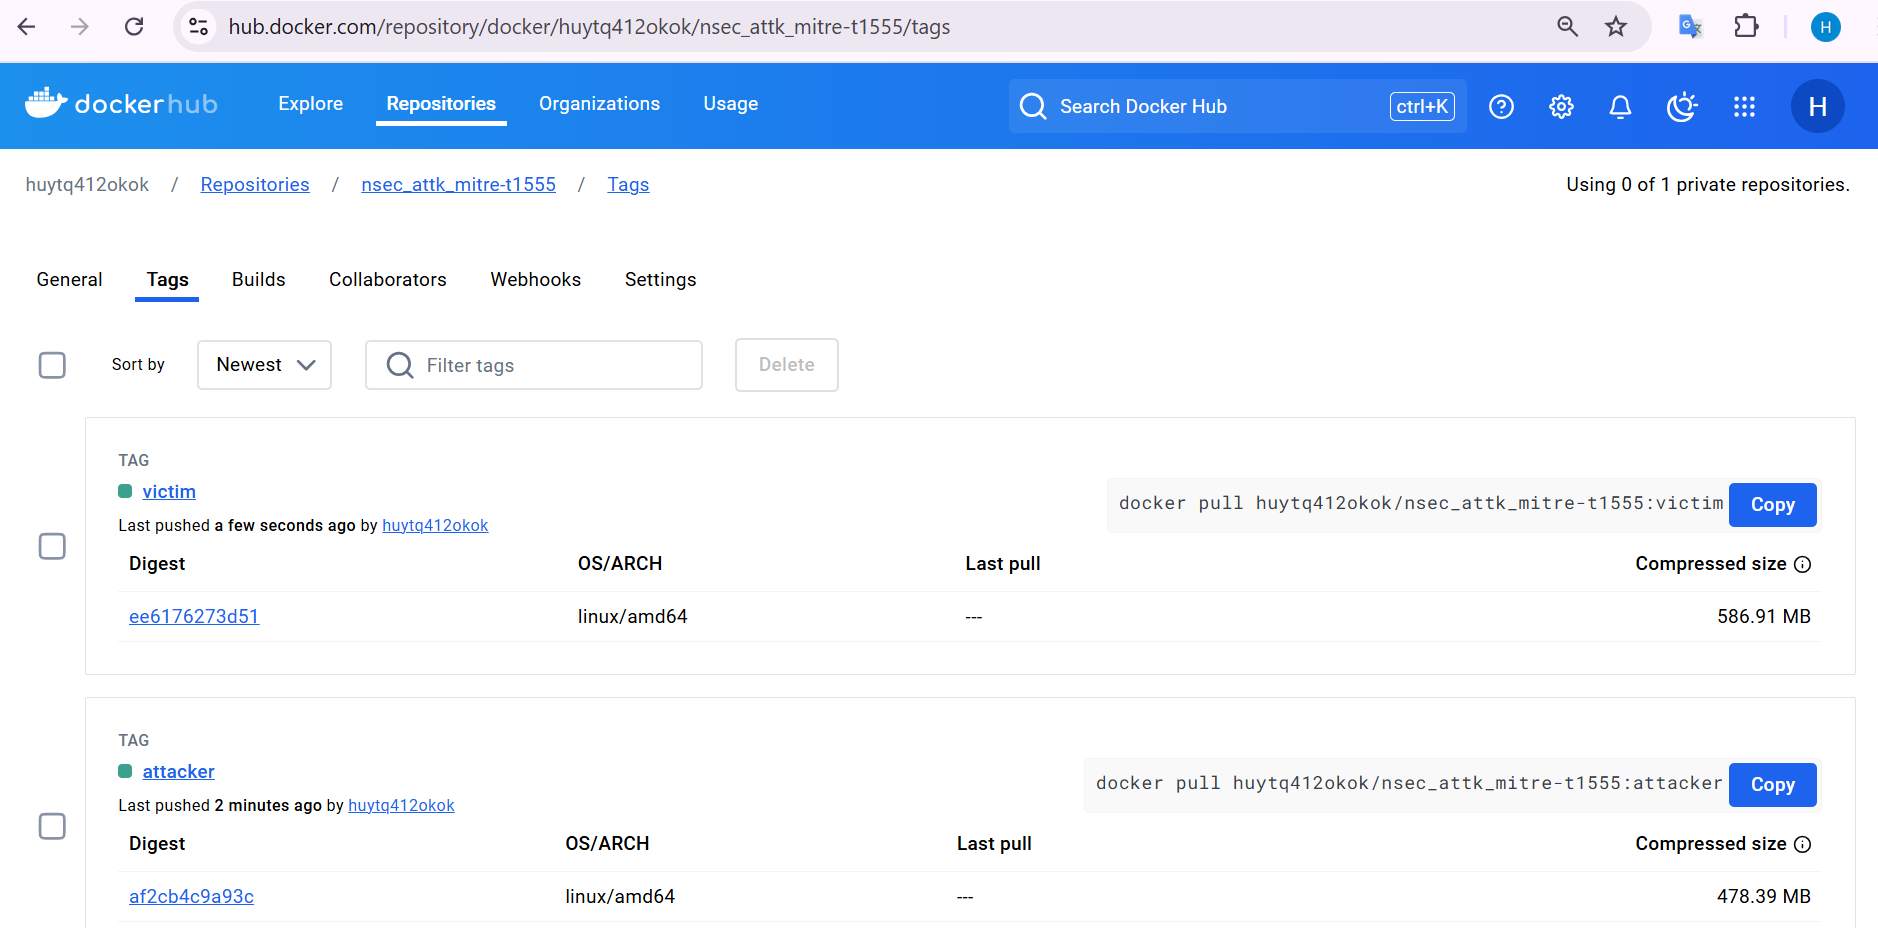 hub.docker.com/repository/docker/huytq412okok/nsec_attk_mitre-t1555/tags
H
dockerhub
Explore Repositories Organizations Usage
Search Docker Hub ctrl+K
H
huytq412okok / Repositories / nsec_attk_mitre-t1555 / Tags
Using 0 of 1 private repositories.
General Tags Builds Collaborators Webhooks Settings
Sort by Newest Filter tags Delete
TAG
victim
docker pull huytq412okok/nsec_attk_mitre-t1555:victim Copy
Last pushed a few seconds ago by huytq412okok
Digest OS/ARCH Last pull Compressed size
ee6176273d51 linux/amd64 --- 586.91 MB
TAG
attacker
docker pull huytq412okok/nsec_attk_mitre-t1555:attacker Copy
Last pushed 2 minutes ago by huytq412okok
Digest OS/ARCH Last pull Compressed size
af2cb4c9a93c linux/amd64 --- 478.39 MB